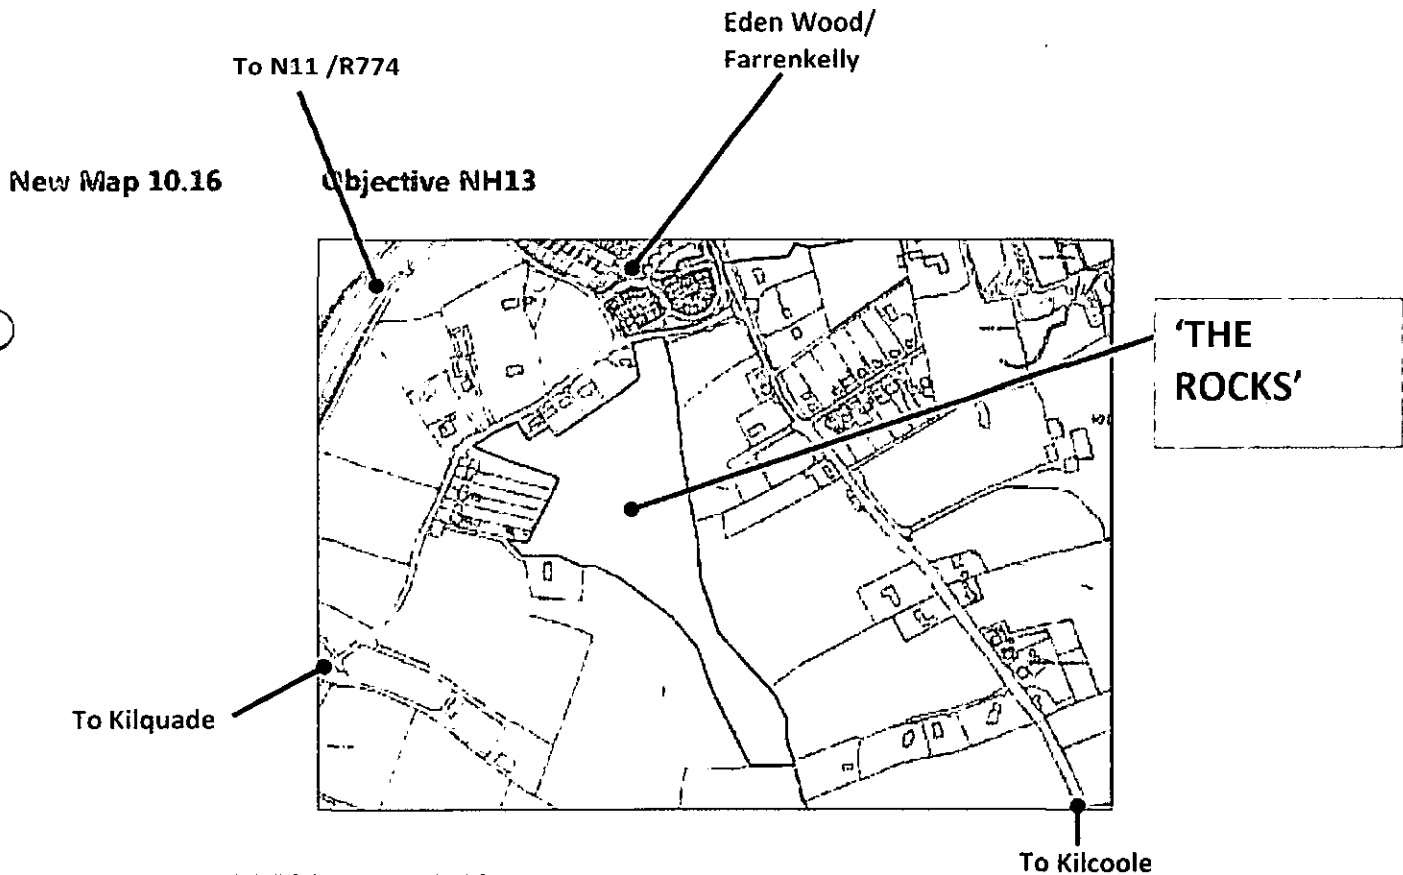 Eden Wood/
Farrenkelly
To N11 /R774
New Map 10.16 Objective NH13
'THE
ROCKS'
To Kilquade
To Kilcoole